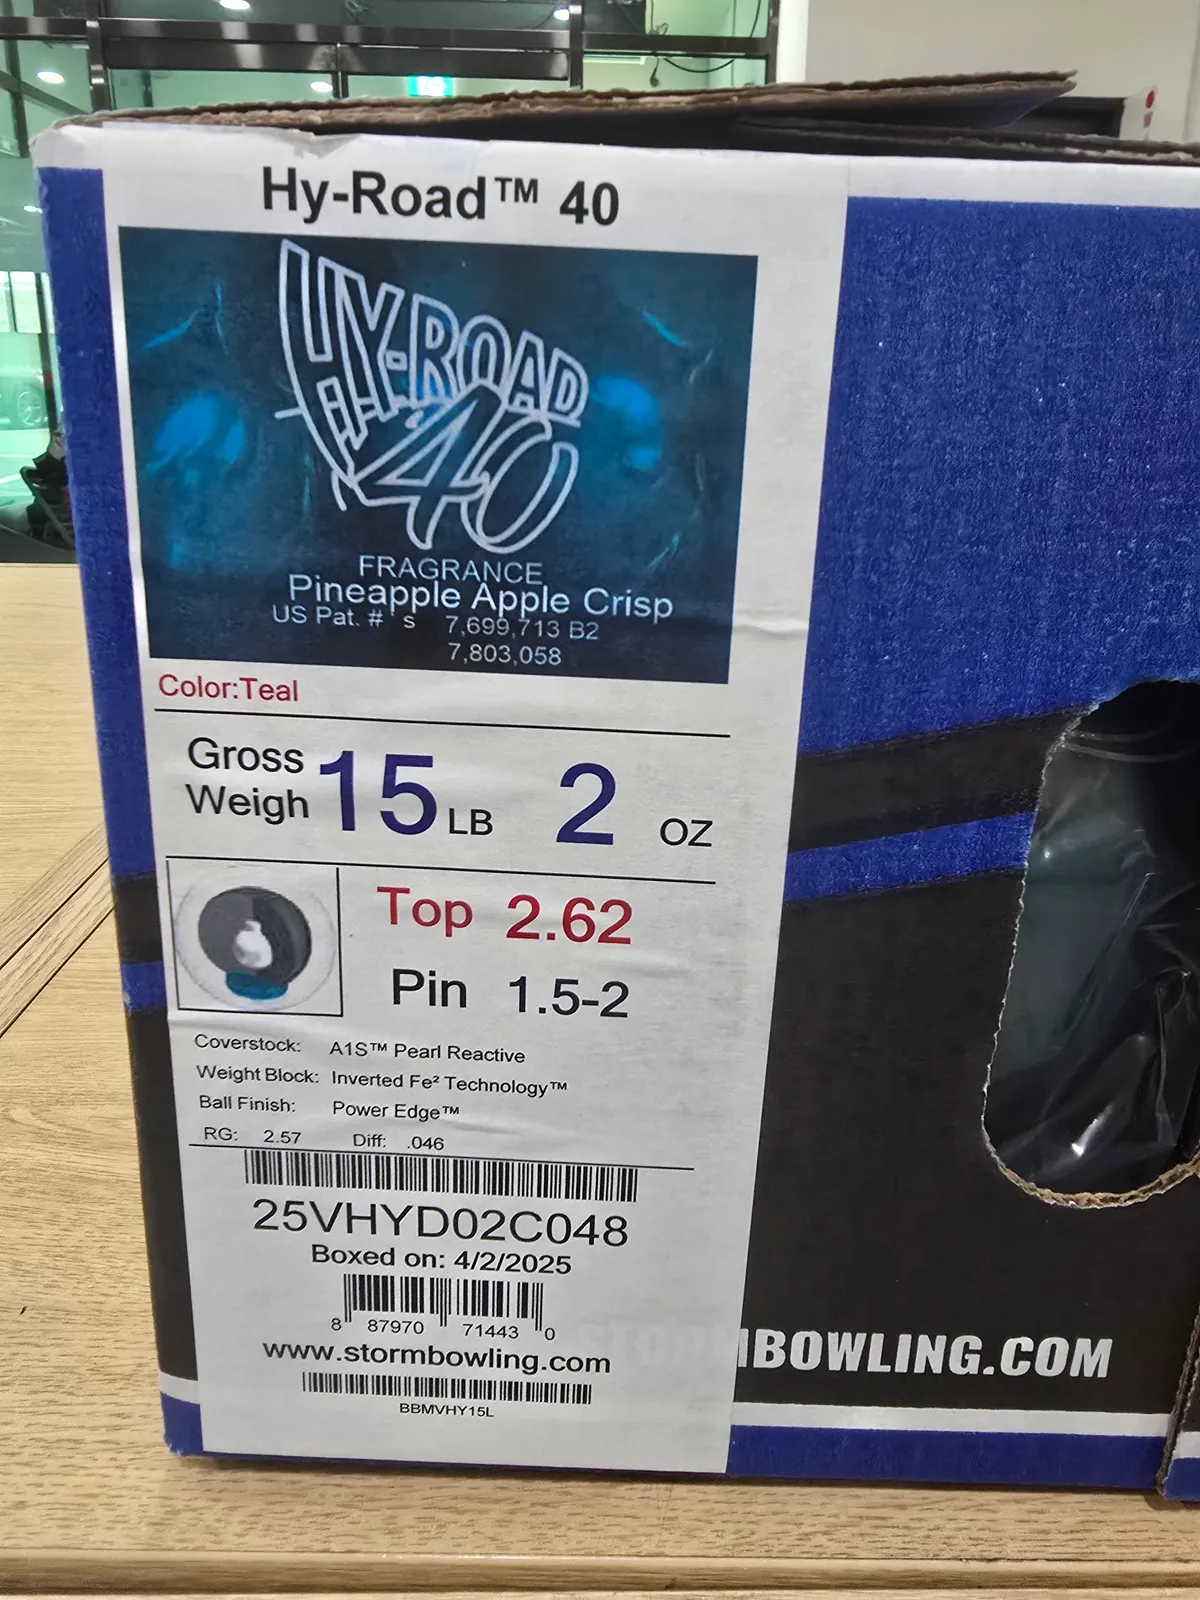 Hy-Road™ 40
HY-ROAD
40
FRAGRANCE
Pineapple Apple Crisp
US Pat. # ' s 7,699,713 B2
7,803,058
Color:Teal
Gross
Weigh
15 LB 2 OZ
Top 2.62
Pin 1.5-2
Coverstock: A1S™ Pearl Reactive
Weight Block: Inverted Fe² Technology™
Ball Finish: Power Edge™
RG: 2.57 Diff: .046
25VHYD02C048
Boxed on: 4/2/2025
8 87970 71443 0
www.stormbowling.com
BBMVHY15L
STORMBOWLING.COM